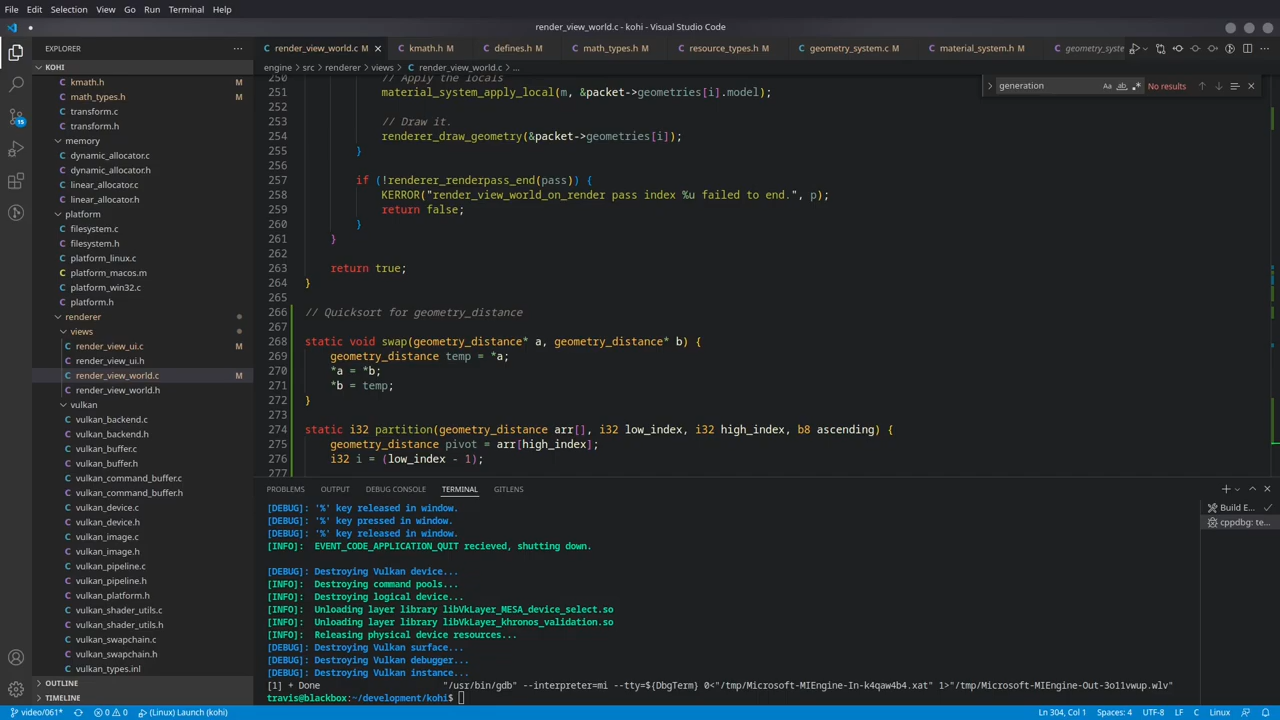 File Edit Selection View Go Run Terminal Help
render_view_world.c - kohi - Visual Studio Code
EXPLORER
KOHI
kmath.h M
math_types.h M
transform.c
transform.h
memory
dynamic_allocator.c
dynamic_allocator.h
linear_allocator.c
linear_allocator.h
platform
filesystem.c
filesystem.h
platform_linux.c
platform_macos.m
platform_win32.c
platform.h
renderer
views
render_view_ui.c M
render_view_ui.h
render_view_world.c M
render_view_world.h
vulkan
vulkan_backend.c
vulkan_backend.h
vulkan_buffer.c
vulkan_buffer.h
vulkan_command_buffer.c
vulkan_command_buffer.h
vulkan_device.c
vulkan_device.h
vulkan_image.c
vulkan_image.h
vulkan_pipeline.c
vulkan_pipeline.h
vulkan_platform.h
vulkan_shader_utils.c
vulkan_shader_utils.h
vulkan_swapchain.c
vulkan_swapchain.h
vulkan_types.inl
OUTLINE
TIMELINE
15
C render_view_world.c M
C kmath.h M
C defines.h M
C math_types.h M
C resource_types.h M
C geometry_system.c M
C material_system.h M
C geometry_syste
engine > src > renderer > views > C render_view_world.c > ...
generation Aa No results
250 // Apply the locals
251 material_system_apply_local(m, &packet->geometries[i].model);
252
253 // Draw it.
254 renderer_draw_geometry(&packet->geometries[i]);
255 }
256
257 if (!renderer_renderpass_end(pass)) {
258 KERROR("render_view_world_on_render pass index %u failed to end.", p);
259 return false;
260 }
261 }
262
263 return true;
264 }
265
266 // Quicksort for geometry_distance
267
268 static void swap(geometry_distance* a, geometry_distance* b) {
269 geometry_distance temp = *a;
270 *a = *b;
271 *b = temp;
272 }
273
274 static i32 partition(geometry_distance arr[], i32 low_index, i32 high_index, b8 ascending) {
275 geometry_distance pivot = arr[high_index];
276 i32 i = (low_index - 1);
277
PROBLEMS OUTPUT DEBUG CONSOLE TERMINAL GITLENS
Build E...
cppdbg: te...
[DEBUG]: '%' key released in window.
[DEBUG]: '%' key pressed in window.
[DEBUG]: '%' key released in window.
[INFO]: EVENT_CODE_APPLICATION_QUIT recieved, shutting down.
[DEBUG]: Destroying Vulkan device...
[INFO]: Destroying command pools...
[INFO]: Destroying logical device...
[INFO]: Unloading layer library libVkLayer_MESA_device_select.so
[INFO]: Unloading layer library libVkLayer_khronos_validation.so
[INFO]: Releasing physical device resources...
[DEBUG]: Destroying Vulkan surface...
[DEBUG]: Destroying Vulkan debugger...
[DEBUG]: Destroying Vulkan instance...
[1] + Done "/usr/bin/gdb" --interpreter=mi --tty=${DbgTerm} 0<"/tmp/Microsoft-MIEngine-In-k4qaw4b4.xat" 1>"/tmp/Microsoft-MIEngine-Out-3o11vwup.wlv"
travis@blackbox:~/development/kohi$
video/061* 0 0 (Linux) Launch (kohi) Ln 304, Col 1 Spaces: 4 UTF-8 LF C Linux